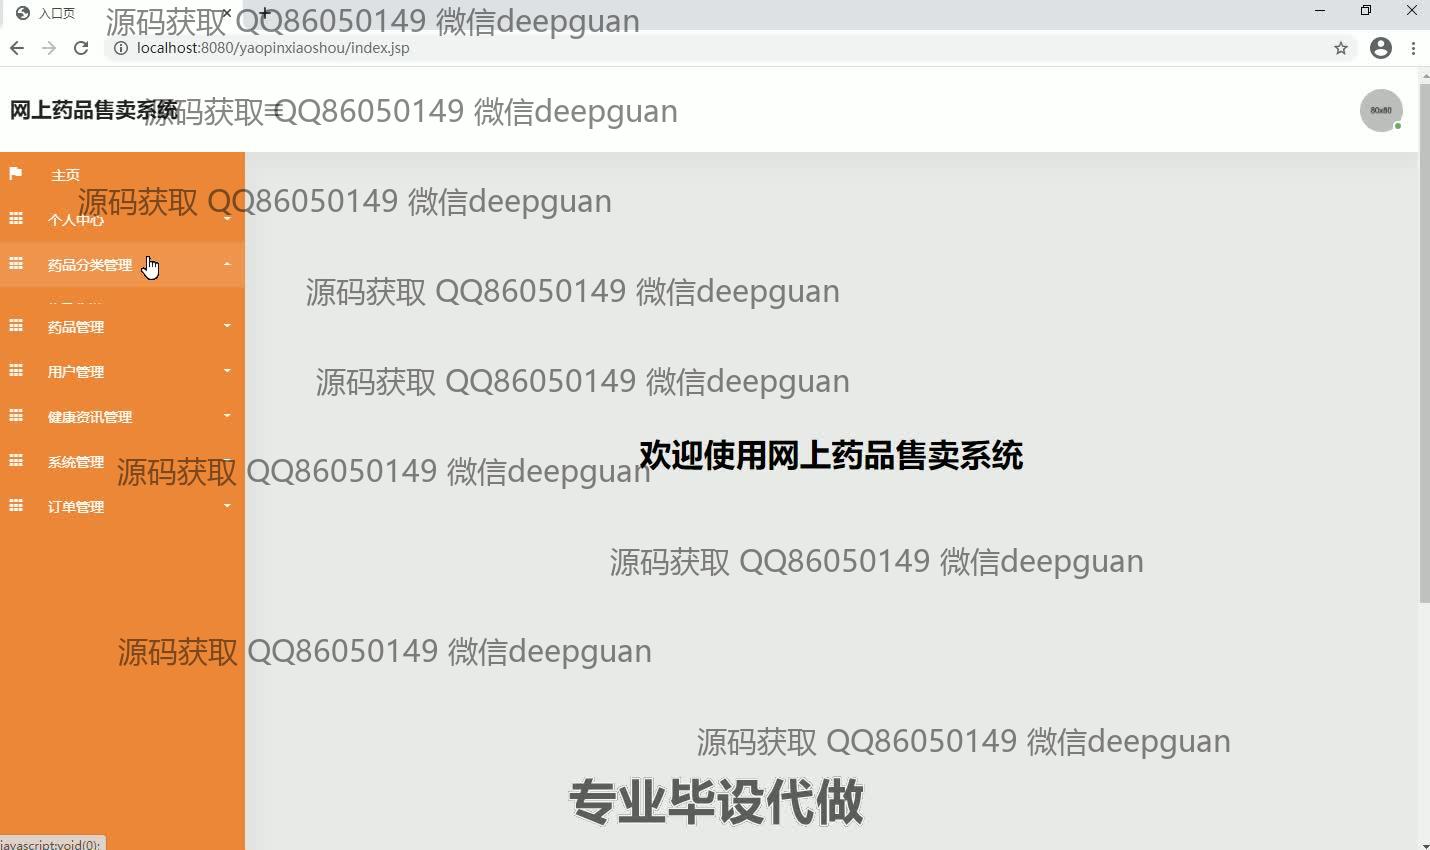 入口页
源码获取 QQ86050149 微信deepguan
localhost:8080/yaopinxiaoshou/index.jsp
网上药品售卖系统
源码获取 QQ86050149 微信deepguan
80x80
主页
源码获取 QQ86050149 微信deepguan
个人中心
药品分类管理
源码获取 QQ86050149 微信deepguan
药品管理
用户管理
源码获取 QQ86050149 微信deepguan
健康资讯管理
欢迎使用网上药品售卖系统
系统管理
源码获取 QQ86050149 微信deepguan
订单管理
源码获取 QQ86050149 微信deepguan
源码获取 QQ86050149 微信deepguan
源码获取 QQ86050149 微信deepguan
专业毕设代做
javascript:void(0);